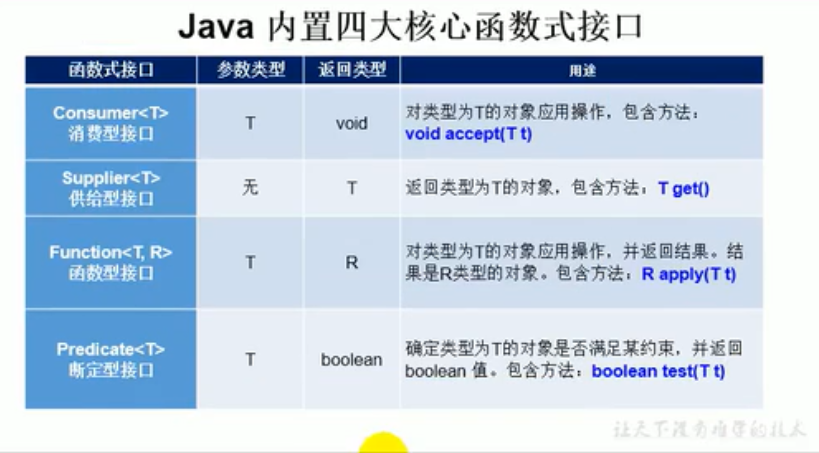 Java 内置四大核心函数式接口
函数式接口 参数类型 返回类型 用途
Consumer<T>
消费型接口
T
void
对类型为T的对象应用操作，包含方法：
void accept(T t)
Supplier<T>
供给型接口
无
T
返回类型为T的对象，包含方法：T get()
Function<T, R>
函数型接口
T
R
对类型为T的对象应用操作，并返回结果。结
果是R类型的对象。包含方法：R apply(T t)
Predicate<T>
断定型接口
T
boolean
确定类型为T的对象是否满足某约束，并返回
boolean 值。包含方法：boolean test(T t)
让天下没有难学的技术